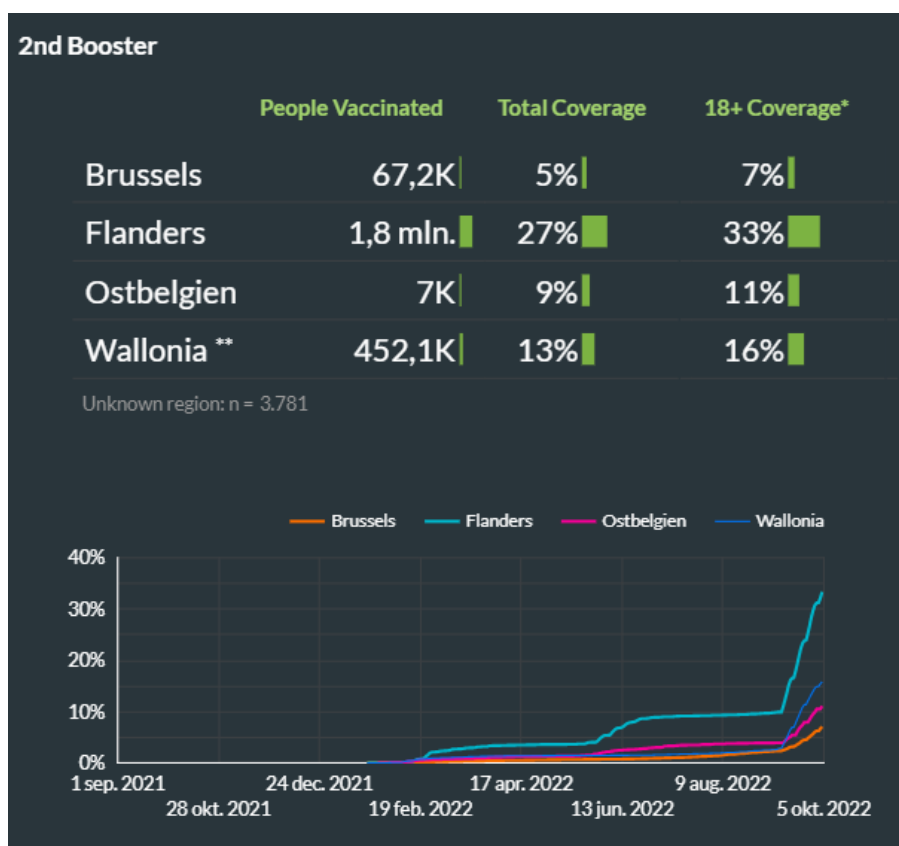 2nd Booster
People Vaccinated Total Coverage 18+ Coverage*
Brussels 67,2K 5% 7%
Flanders 1,8 mln. 27% 33%
Ostbelgien 7K 9% 11%
Wallonia ** 452,1K 13% 16%
Unknown region: n = 3.781
Brussels Flanders Ostbelgien Wallonia
40%
30%
20%
10%
0%
1 sep. 2021 24 dec. 2021 17 apr. 2022 9 aug. 2022
28 okt. 2021 19 feb. 2022 13 jun. 2022 5 okt. 2022